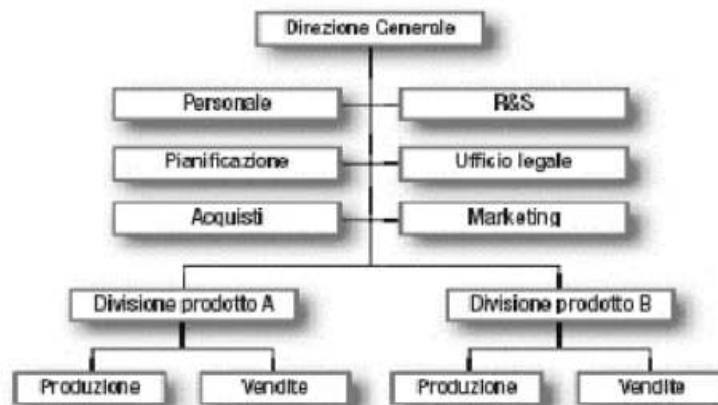 Direzione Generale
Personale
R&S
Pianificazione
Ufficio legale
Acquisti
Marketing
Divisione prodotto A
Divisione prodotto B
Produzione
Vendite
Produzione
Vendite